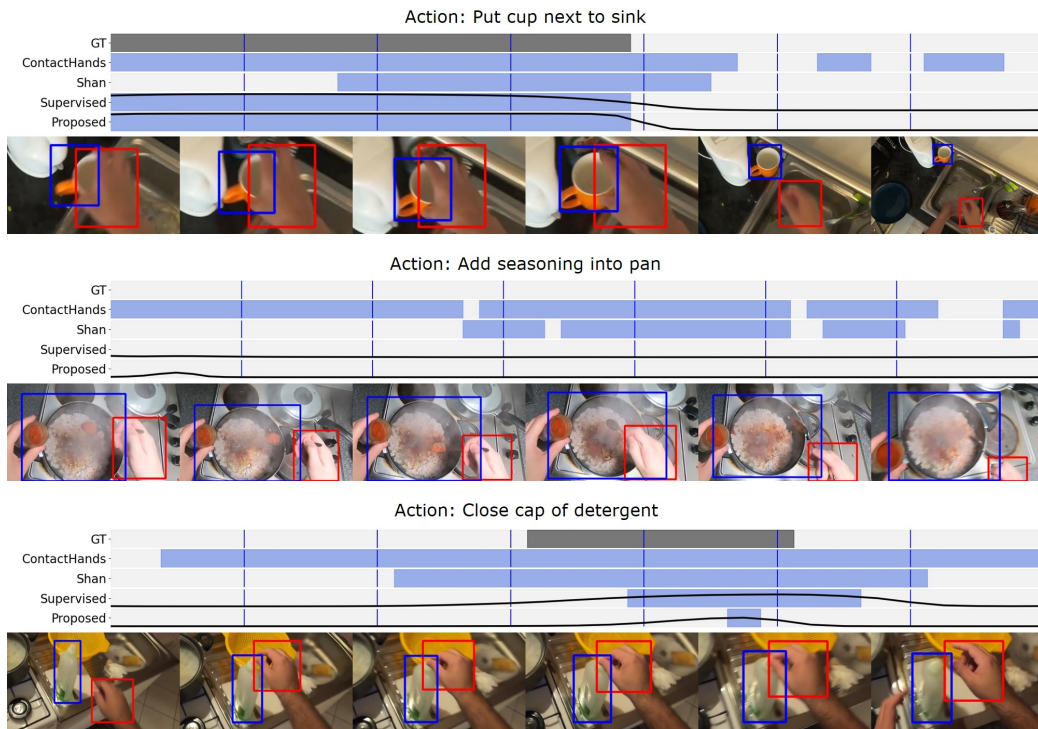 Action: Put cup next to sink
GT
ContactHands
Shan
Supervised
Proposed
Action: Add seasoning into pan
GT
ContactHands
Shan
Supervised
Proposed
Action: Close cap of detergent
GT
ContactHands
Shan
Supervised
Proposed